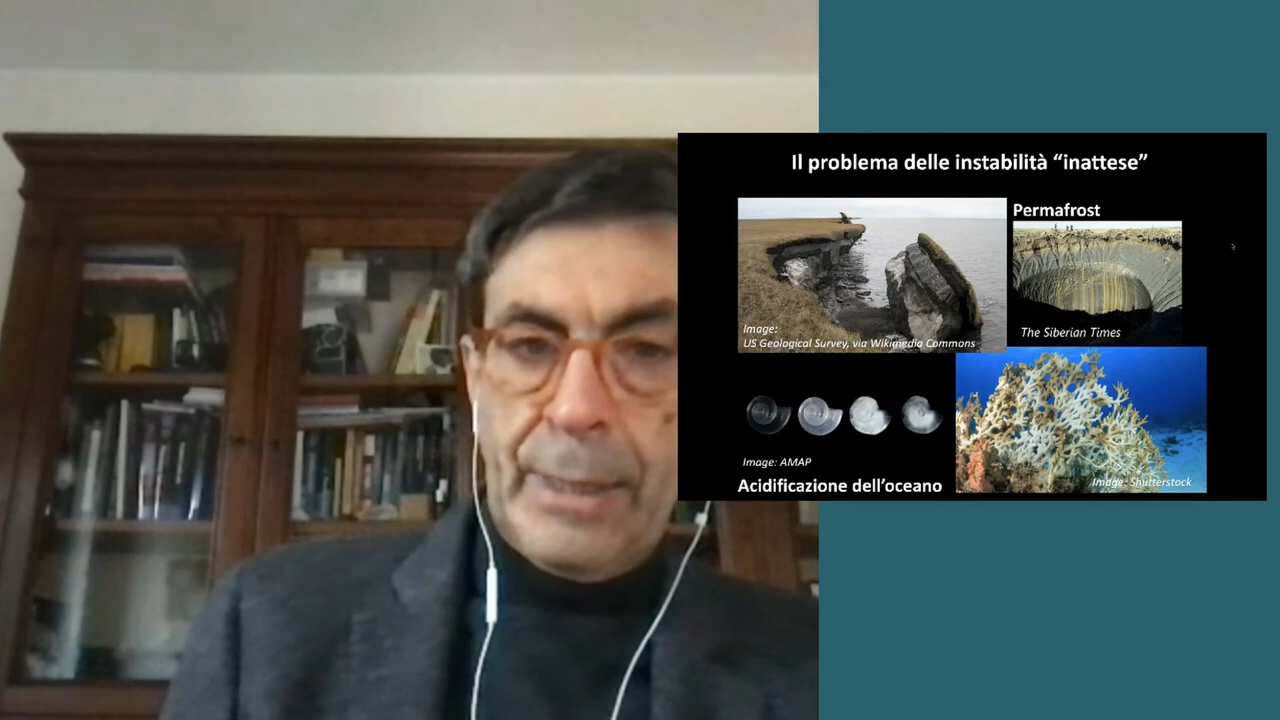 Il problema delle instabilità “inattese”
Permafrost
Image:
US Geological Survey, via Wikimedia Commons
The Siberian Times
Image: AMAP
Image: Shutterstock
Acidificazione dell’oceano